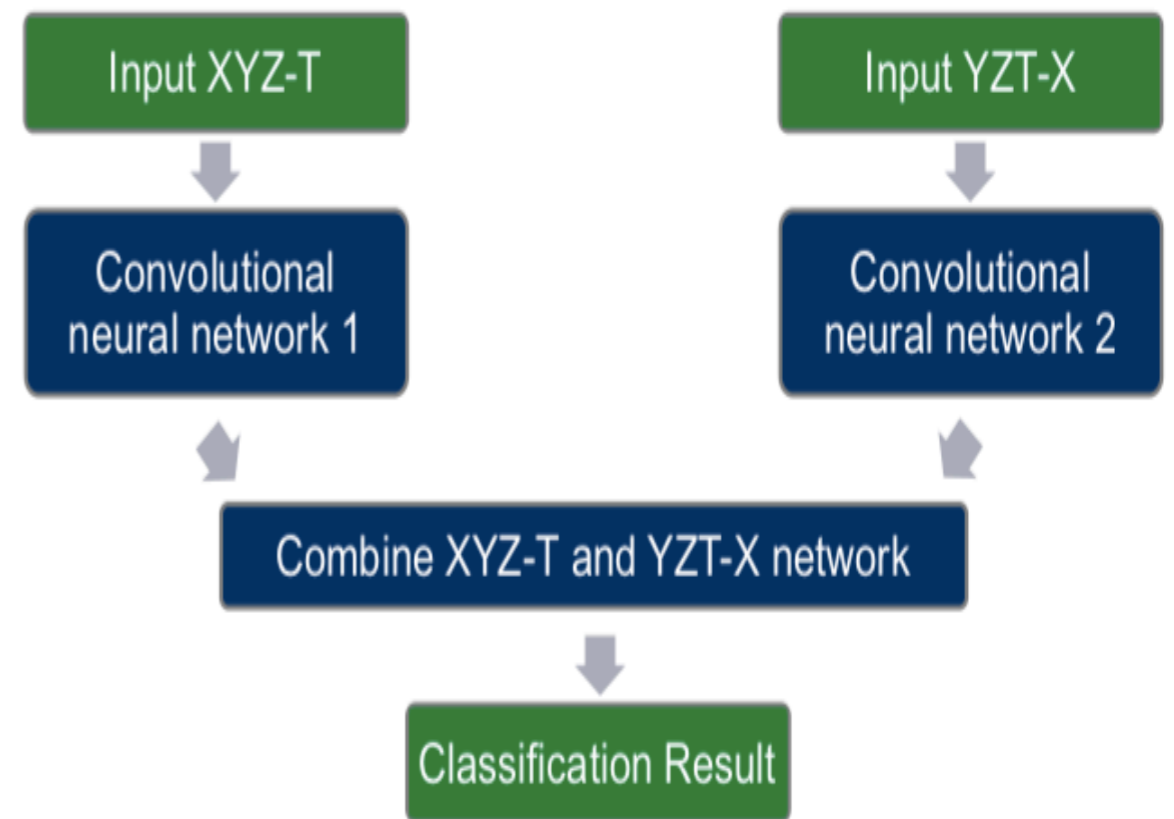 Input XYZ-T
Input YZT-X
Convolutional
neural network 1
Convolutional
neural network 2
Combine XYZ-T and YZT-X network
Classification Result